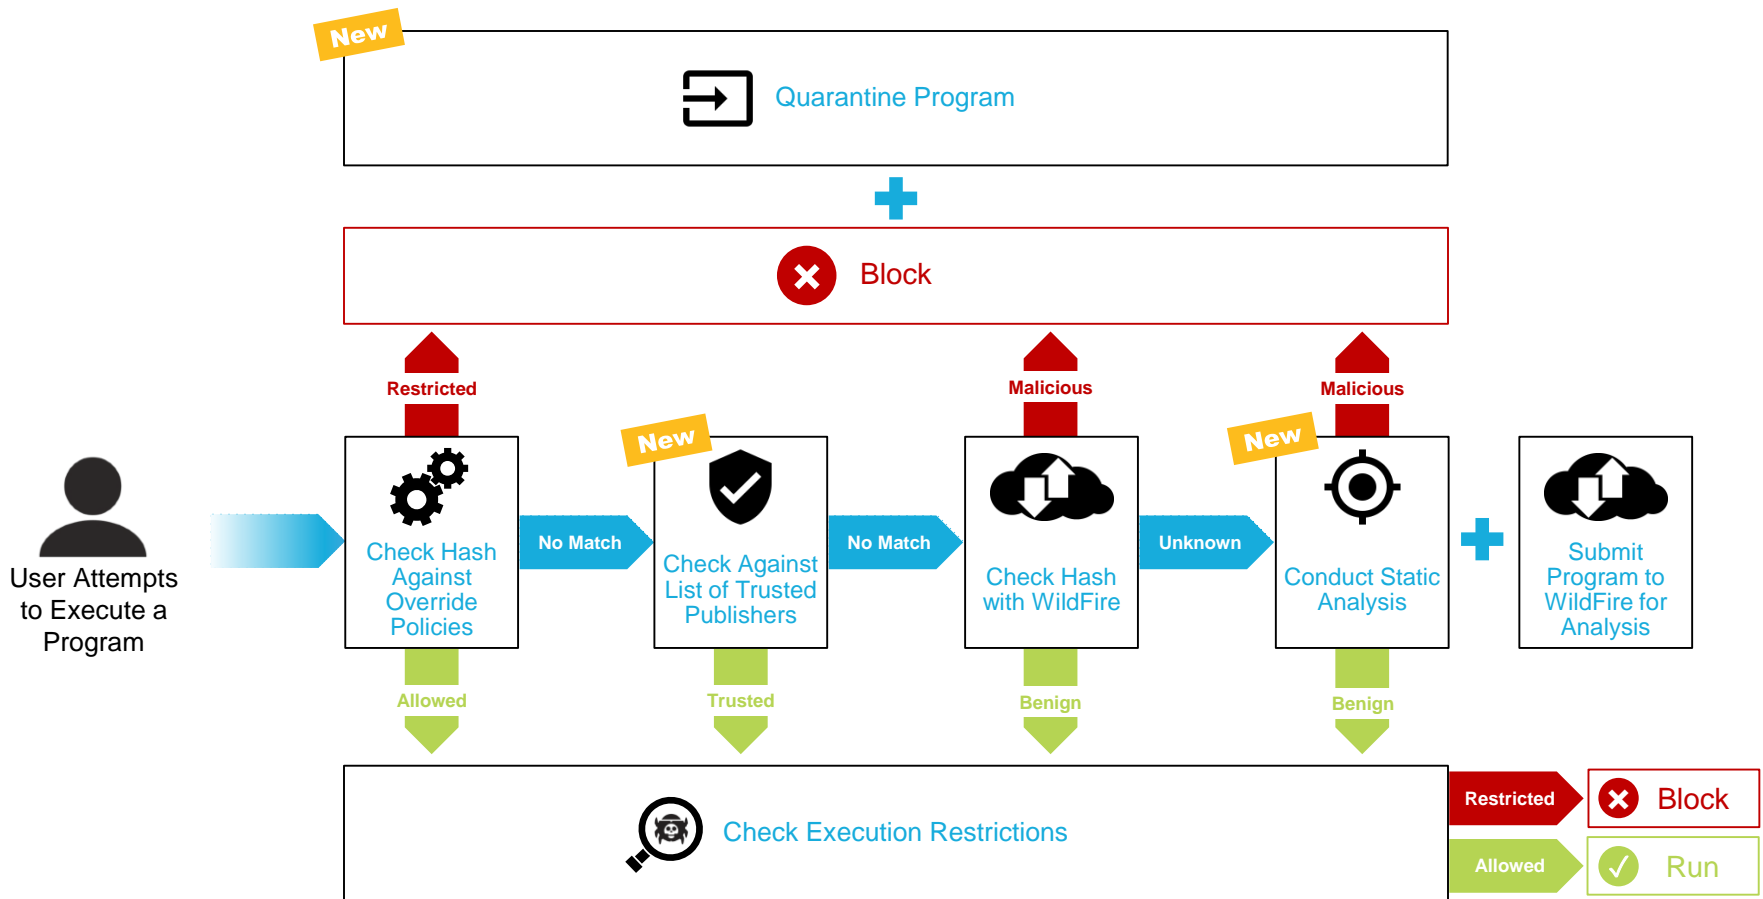 New
Quarantine Program
Block
Restricted
Malicious
Malicious
New
New
User Attempts
to Execute a
Program
Check Hash
Against
Override
Policies
No Match
Check Against
List of Trusted
Publishers
No Match
Check Hash
with WildFire
Unknown
Conduct Static
Analysis
Submit
Program to
WildFire for
Analysis
Allowed
Trusted
Benign
Benign
Check Execution Restrictions
Restricted
Block
Allowed
Run